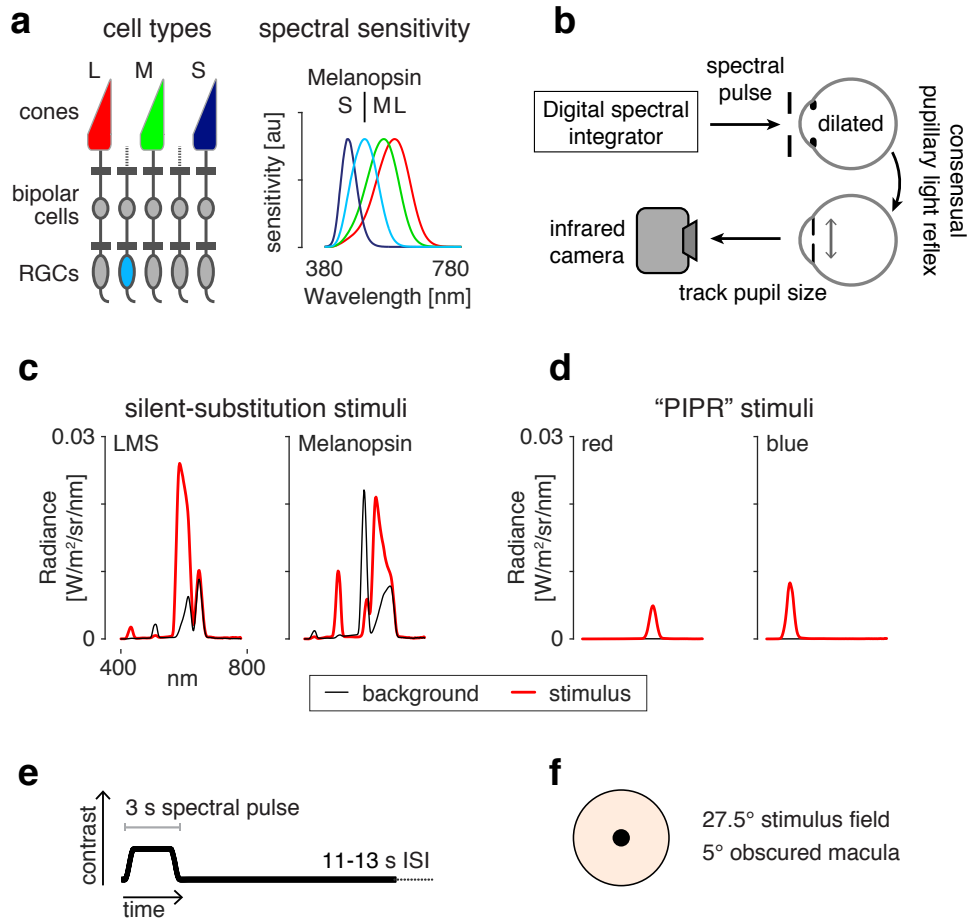 a
cell types
L M S
cones
bipolar
cells
RGCs
spectral sensitivity
Melanopsin
S M L
sensitivity [au]
380 780
Wavelength [nm]
b
Digital spectral
integrator
spectral
pulse
dilated
consensual
pupillary light reflex
infrared
camera
track pupil size
c
silent-substitution stimuli
0.03
LMS
Melanopsin
Radiance
[W/m²/sr/nm]
0
400 800
nm
d
“PIPR” stimuli
0.03
red
blue
Radiance
[W/m²/sr/nm]
0
background stimulus
e
contrast
3 s spectral pulse
11-13 s ISI
time
f
27.5° stimulus field
5° obscured macula